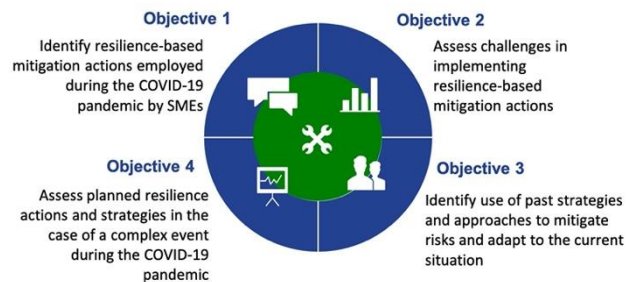 Objective 1
Identify resilience-based
mitigation actions employed
during the COVID-19
pandemic by SMEs
Objective 2
Assess challenges in
implementing
resilience-based
mitigation actions
Objective 4
Assess planned resilience
actions and strategies in the
case of a complex event
during the COVID-19
pandemic
Objective 3
Identify use of past strategies
and approaches to mitigate
risks and adapt to the current
situation